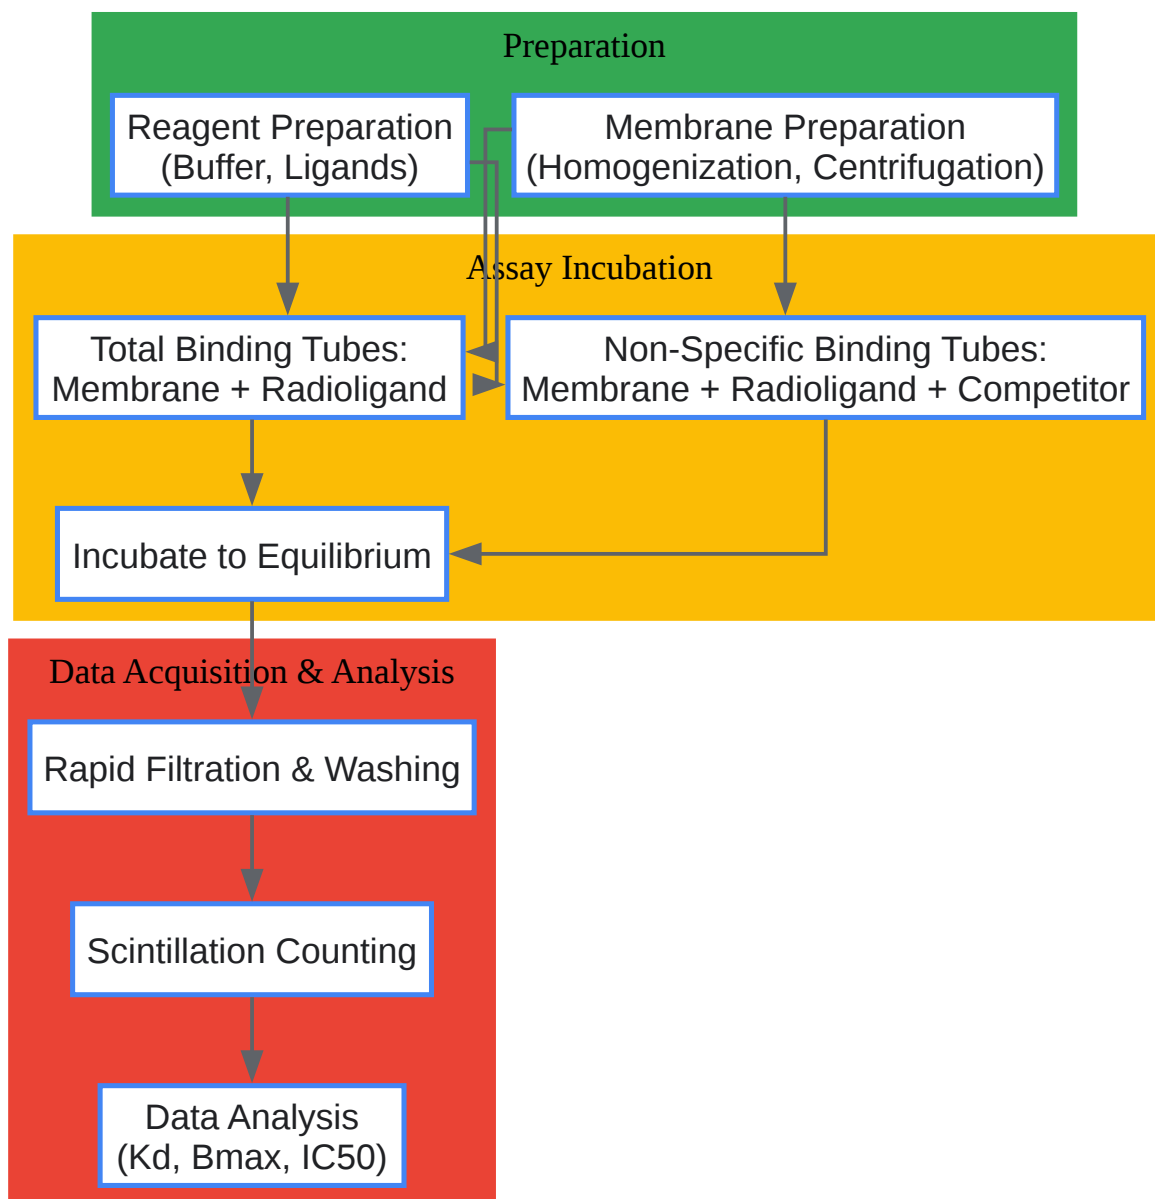 Preparation
Reagent Preparation
(Buffer, Ligands)
Membrane Preparation
(Homogenization, Centrifugation)
Assay Incubation
Total Binding Tubes:
Membrane + Radioligand
Non-Specific Binding Tubes:
Membrane + Radioligand + Competitor
Incubate to Equilibrium
Data Acquisition & Analysis
Rapid Filtration & Washing
Scintillation Counting
Data Analysis
(Kd, Bmax, IC50)